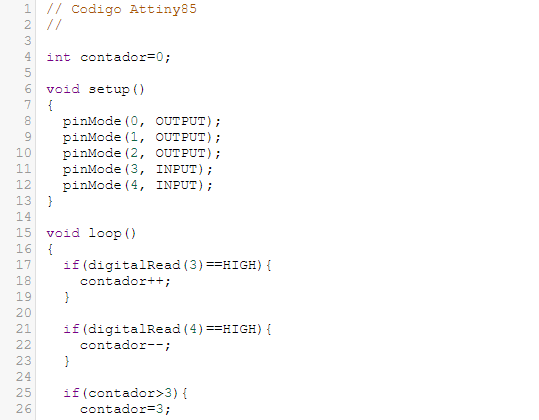 1 // Codigo Attiny85
2 //
3
4 int contador=0;
5
6 void setup()
7 {
8   pinMode(0, OUTPUT);
9   pinMode(1, OUTPUT);
10   pinMode(2, OUTPUT);
11   pinMode(3, INPUT);
12   pinMode(4, INPUT);
13 }
14
15 void loop()
16 {
17   if(digitalRead(3)==HIGH){
18     contador++;
19   }
20
21   if(digitalRead(4)==HIGH){
22     contador--;
23   }
24
25   if(contador>3){
26     contador=3;